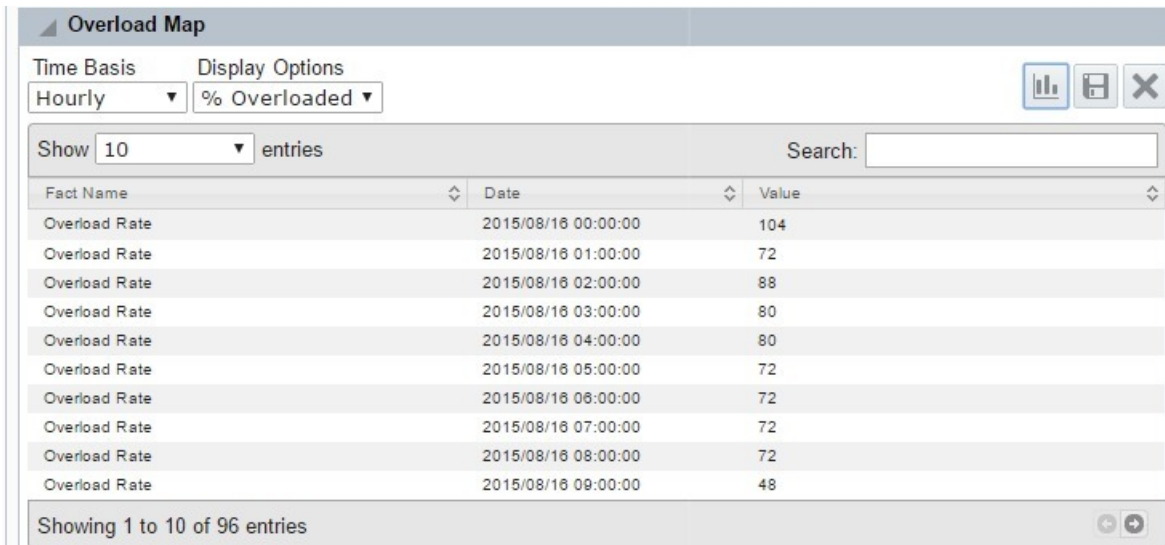 Overload Map
Time Basis Display Options
Hourly % Overloaded
Show 10 entries Search:
Fact Name Date Value
Overload Rate 2015/08/16 00:00:00 104
Overload Rate 2015/08/16 01:00:00 72
Overload Rate 2015/08/16 02:00:00 88
Overload Rate 2015/08/16 03:00:00 80
Overload Rate 2015/08/16 04:00:00 80
Overload Rate 2015/08/16 05:00:00 72
Overload Rate 2015/08/16 06:00:00 72
Overload Rate 2015/08/16 07:00:00 72
Overload Rate 2015/08/16 08:00:00 72
Overload Rate 2015/08/16 09:00:00 48
Showing 1 to 10 of 96 entries